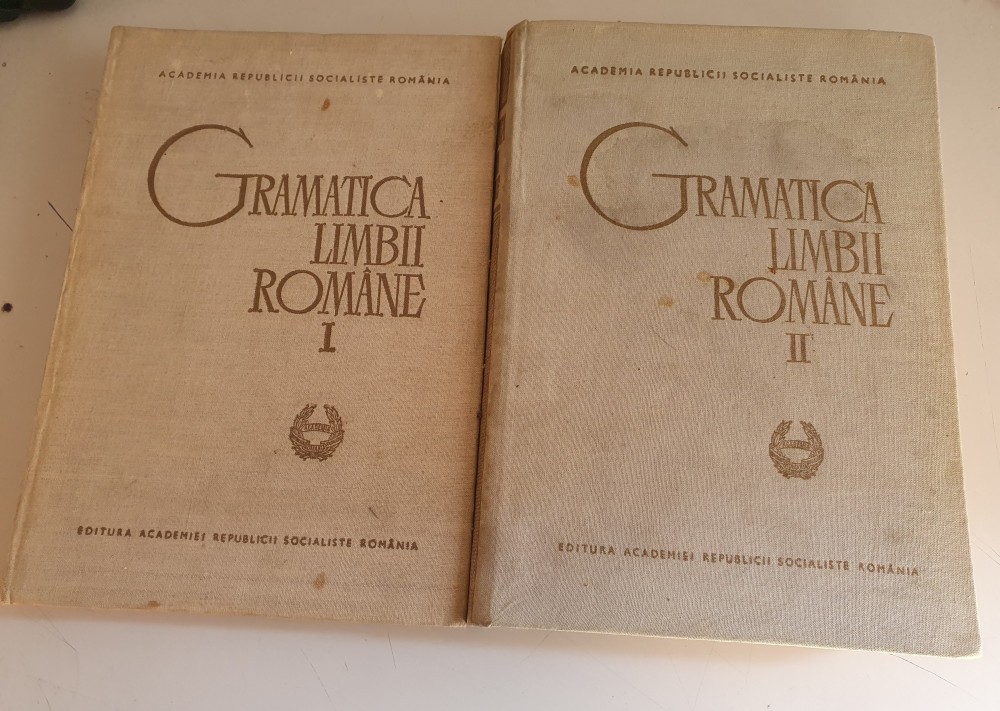 ACADEMIA REPUBLICII SOCIALISTE ROMÂNIA
GRAMATICA
LIMBII
ROMÂNE
I
EDITURA ACADEMIEI REPUBLICII SOCIALISTE ROMÂNIA
ACADEMIA REPUBLICII SOCIALISTE ROMÂNIA
GRAMATICA
LIMBII
ROMÂNE
II
EDITURA ACADEMIEI REPUBLICII SOCIALISTE ROMÂNIA